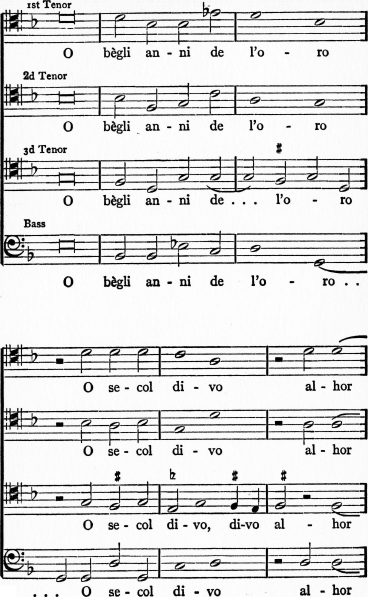 1st Tenor
O bègli an - ni de l'o - ro
2d Tenor
O bègli an - ni de l'o - ro
3d Tenor
O bègli an - ni de . . . l'o - ro
Bass
O bègli an - ni de l'o - ro . .
O se - col di - vo al - hor
O se - col di - vo al - hor
O se - col di - vo, di-vo al - hor
. . . O se - col di - vo al - hor